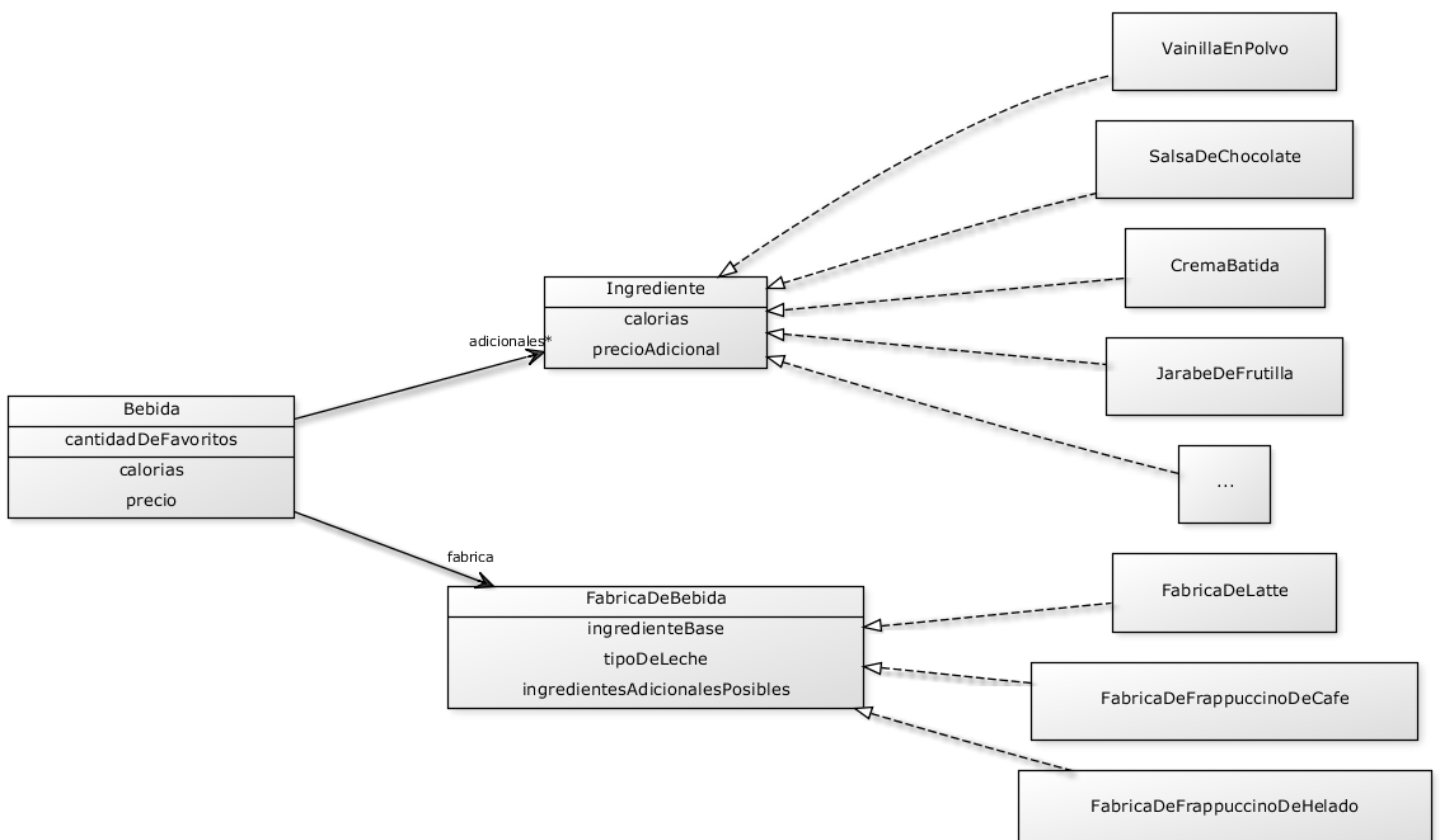 VainillaEnPolvo
SalsaDeChocolate
CremaBatida
Ingrediente
calorias
precioAdicional
adicionales*
JarabeDeFrutilla
Bebida
cantidadDeFavoritos
calorias
precio
...
fabrica
FabricaDeBebida
ingredienteBase
tipoDeLeche
ingredientesAdicionalesPosibles
FabricaDeLatte
FabricaDeFrappuccinoDeCafe
FabricaDeFrappuccinoDeHelado